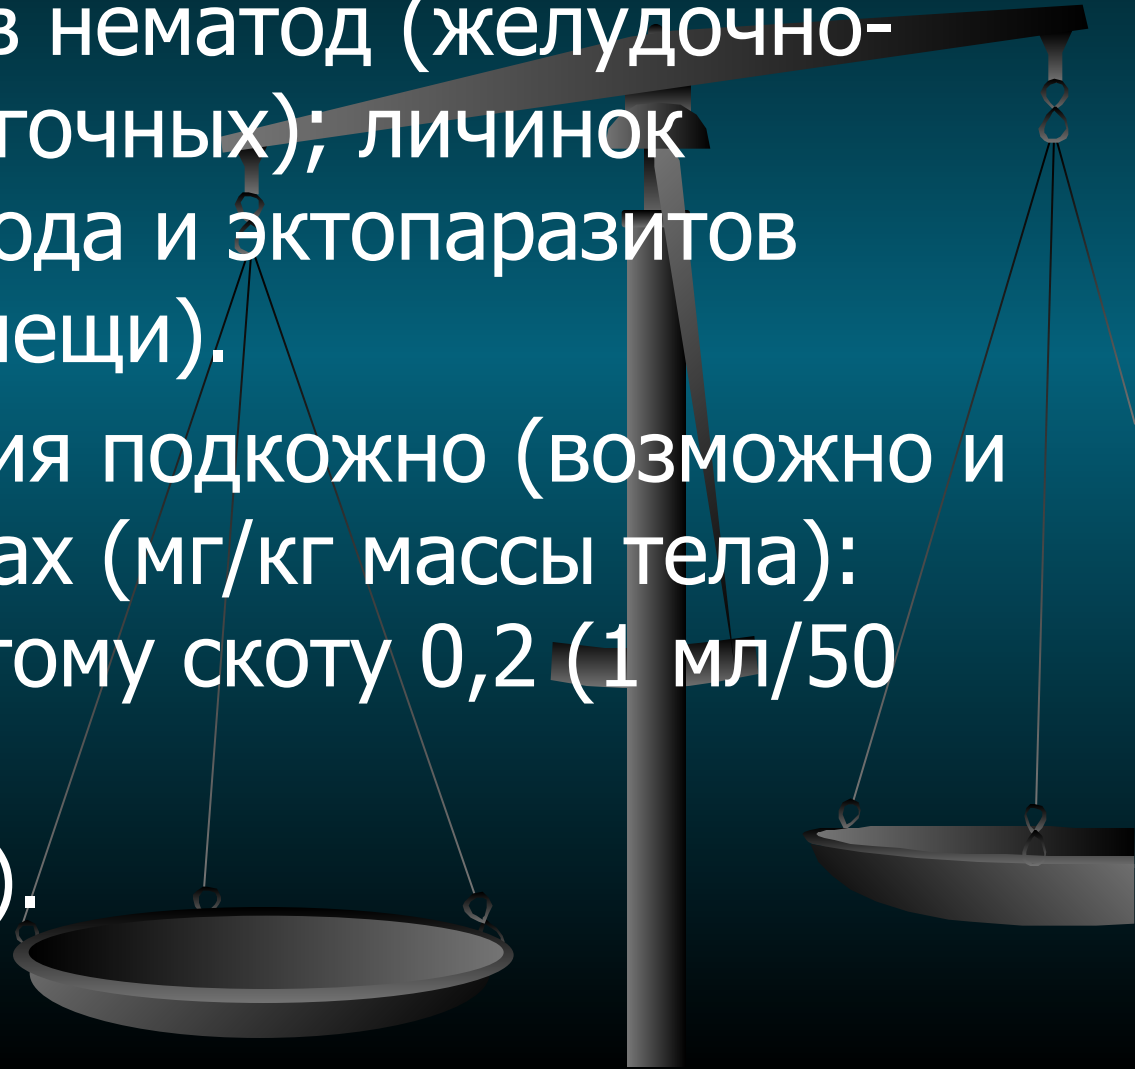 в нематод (желудочно-
гочных); личинок
ода и эктопаразитов
лещи).
ия подкожно (возможно и
ах (мг/кг массы тела):
тому скоту 0,2 (1 мл/50
).